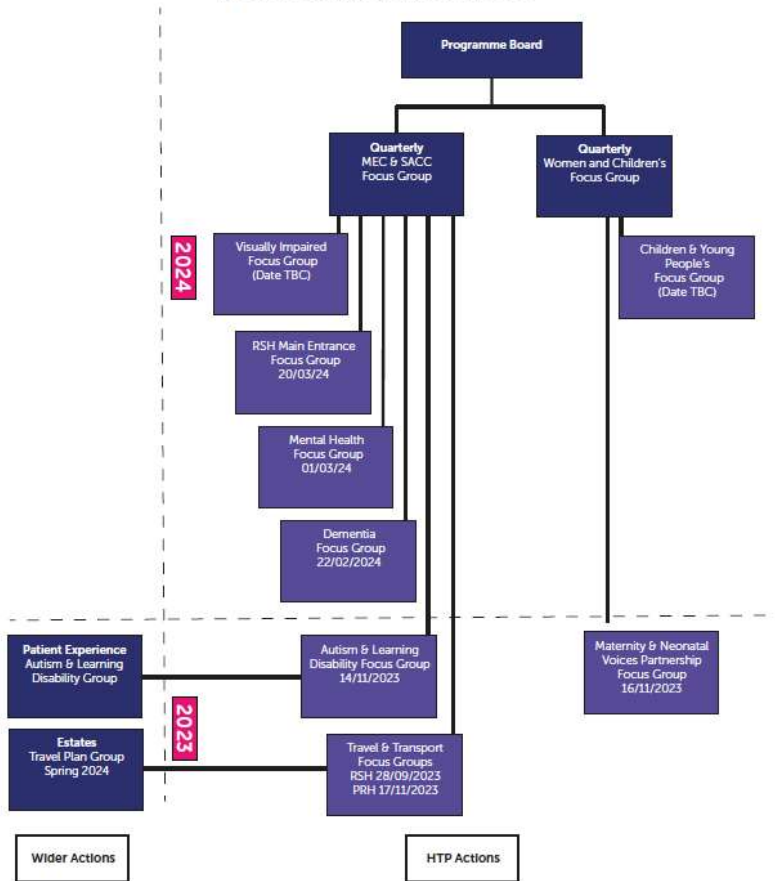 Programme Board
Quarterly
MEC & SACC
Focus Group
Quarterly
Women and Children's
Focus Group
2024
Visually Impaired
Focus Group
(Date TBC)
Children & Young
People's
Focus Group
(Date TBC)
RSH Main Entrance
Focus Group
20/03/24
Mental Health
Focus Group
01/03/24
Dementia
Focus Group
22/02/2024
Patient Experience
Autism & Learning
Disability Group
Autism & Learning
Disability Focus Group
14/11/2023
Maternity & Neonatal
Voices Partnership
Focus Group
16/11/2023
2023
Estates
Travel Plan Group
Spring 2024
Travel & Transport
Focus Groups
RSH 28/09/2023
PRH 17/11/2023
Wider Actions
HTP Actions